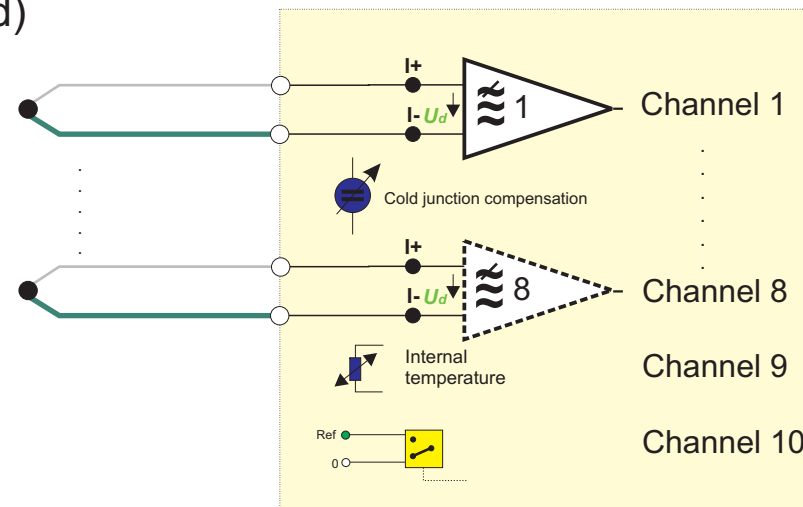 d)
I+
1
Channel 1
I- Ud
Cold junction compensation
I+
8
Channel 8
I- Ud
Internal
temperature
Channel 9
Ref
Channel 10
0